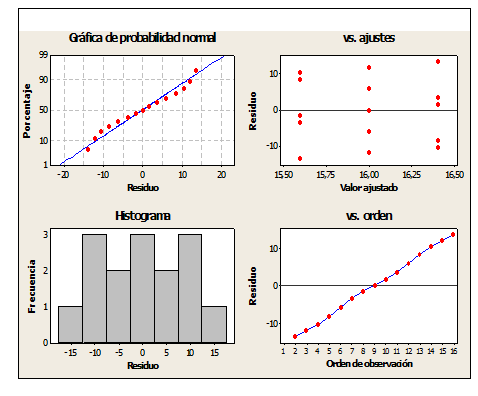 Gráfica de probabilidad normal
99
90
50
10
1
Porcentaje
-20 -10 0 10 20
Residuo
vs. ajustes
10
0
-10
Residuo
15,50 15,75 16,00 16,25 16,50
Valor ajustado
Histograma
3
2
1
0
Frecuencia
-15 -10 -5 0 5 10 15
Residuo
vs. orden
10
0
-10
Residuo
1 2 3 4 5 6 7 8 9 10 11 12 13 14 15 16
Orden de observación